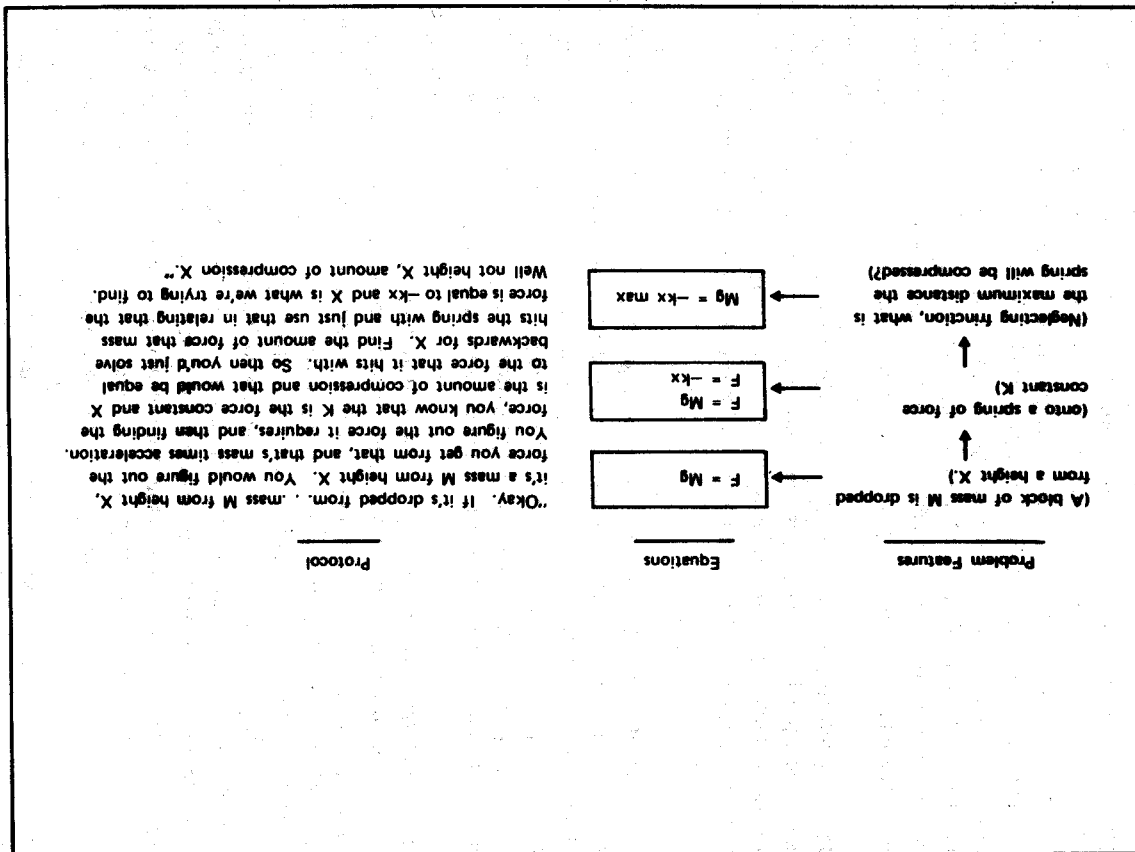 Problem Features
Equations
Protocol
(A block of mass M is dropped
from a height X.)
(onto a spring of force
constant K)
(Neglecting friction, what is
the maximum distance the
spring will be compressed?)
F = Mg
F = Mg
F = –kx
Mg = –kx max
"Okay. If it's dropped from. . .mass M from height X,
it's a mass M from height X. You would figure out the
force you get from that, and that's mass times acceleration.
You figure out the force it requires, and then finding the
force, you know that the K is the force constant and X
is the amount of compression and that would be equal
to the force that it hits with. So then you'd just solve
backwards for X. Find the amount of force that mass
hits the spring with and just use that in relating that the
force is equal to –kx and X is what we're trying to find.
Well not height X, amount of compression X."